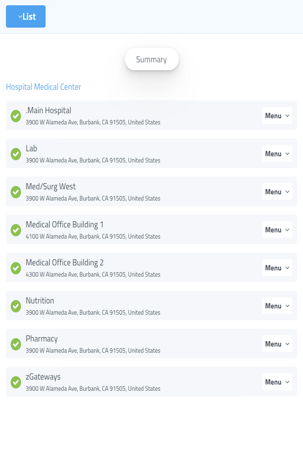 List
Summary
Hospital Medical Center
.Main Hospital
3900 W Alameda Ave, Burbank, CA 91505, United States
Menu
Lab
3900 W Alameda Ave, Burbank, CA 91505, United States
Menu
Med/Surg West
3900 W Alameda Ave, Burbank, CA 91505, United States
Menu
Medical Office Building 1
4100 W Alameda Ave, Burbank, CA 91505, United States
Menu
Medical Office Building 2
4300 W Alameda Ave, Burbank, CA 91505, United States
Menu
Nutrition
3900 W Alameda Ave, Burbank, CA 91505, United States
Menu
Pharmacy
3900 W Alameda Ave, Burbank, CA 91505, United States
Menu
zGateways
3900 W Alameda Ave, Burbank, CA 91505, United States
Menu